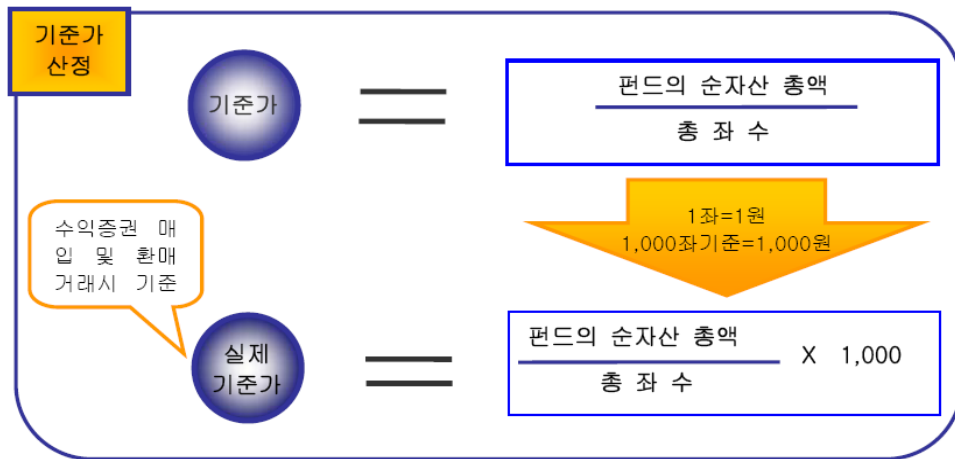 기준가
산정
기준가
펀드의 순자산 총액
총 좌 수
1좌=1원
1,000좌기준=1,000원
수익증권 매
입 및 환매
거래시 기준
실제
기준가
펀드의 순자산 총액
총 좌 수
X 1,000